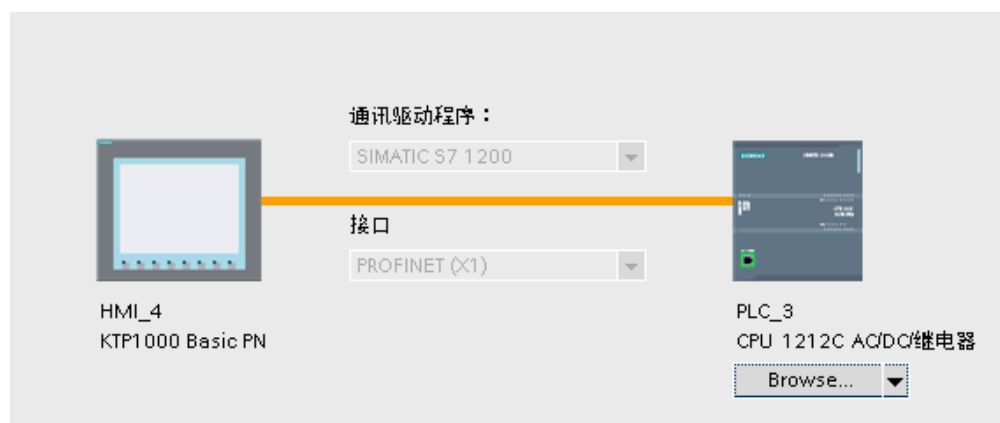 通讯驱动程序：
SIMATIC S7 1200
接口
PROFINET (X1)
HMI_4
KTP1000 Basic PN
PLC_3
CPU 1212C AC/DC/继电器
Browse...